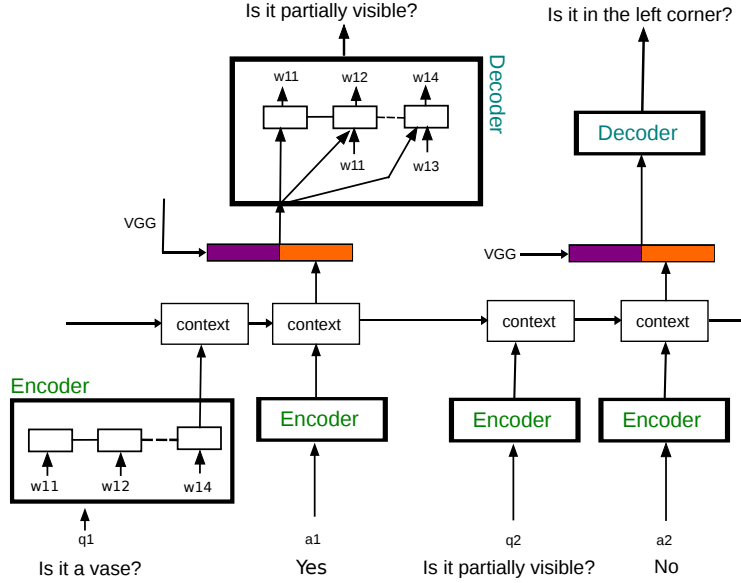 Is it partially visible?
Is it in the left corner?
w11 w12 w14
Decoder
w11 w13
Decoder
VGG
VGG
context context context context
Encoder
Encoder Encoder Encoder
w11 w12 w14
q1 a1 q2 a2
Is it a vase? Yes Is it partially visible? No